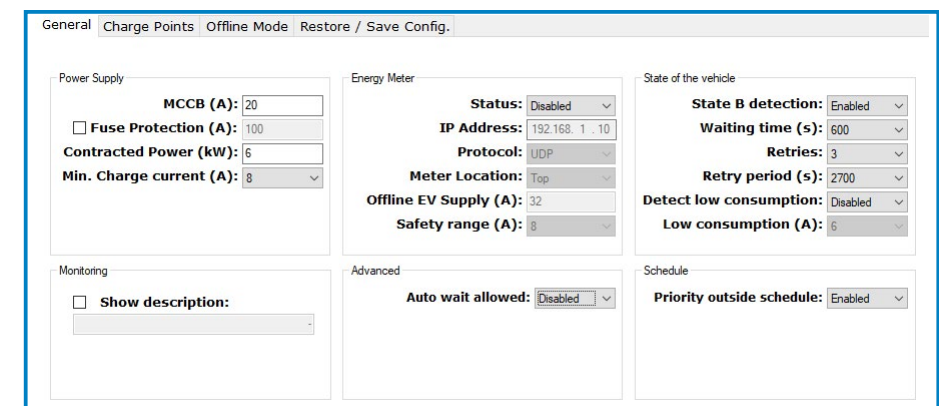 General Charge Points Offline Mode Restore / Save Config.
Power Supply
MCCB (A): 20
Fuse Protection (A): 100
Contracted Power (kW): 6
Min. Charge current (A): 8
Energy Meter
Status: Disabled
IP Address: 192.168. 1 . 10
Protocol: UDP
Meter Location: Top
Offline EV Supply (A): 32
Safety range (A): 8
State of the vehicle
State B detection: Enabled
Waiting time (s): 600
Retries: 3
Retry period (s): 2700
Detect low consumption: Disabled
Low consumption (A): 6
Monitoring
Show description:
-
Advanced
Auto wait allowed: Disabled
Schedule
Priority outside schedule: Enabled